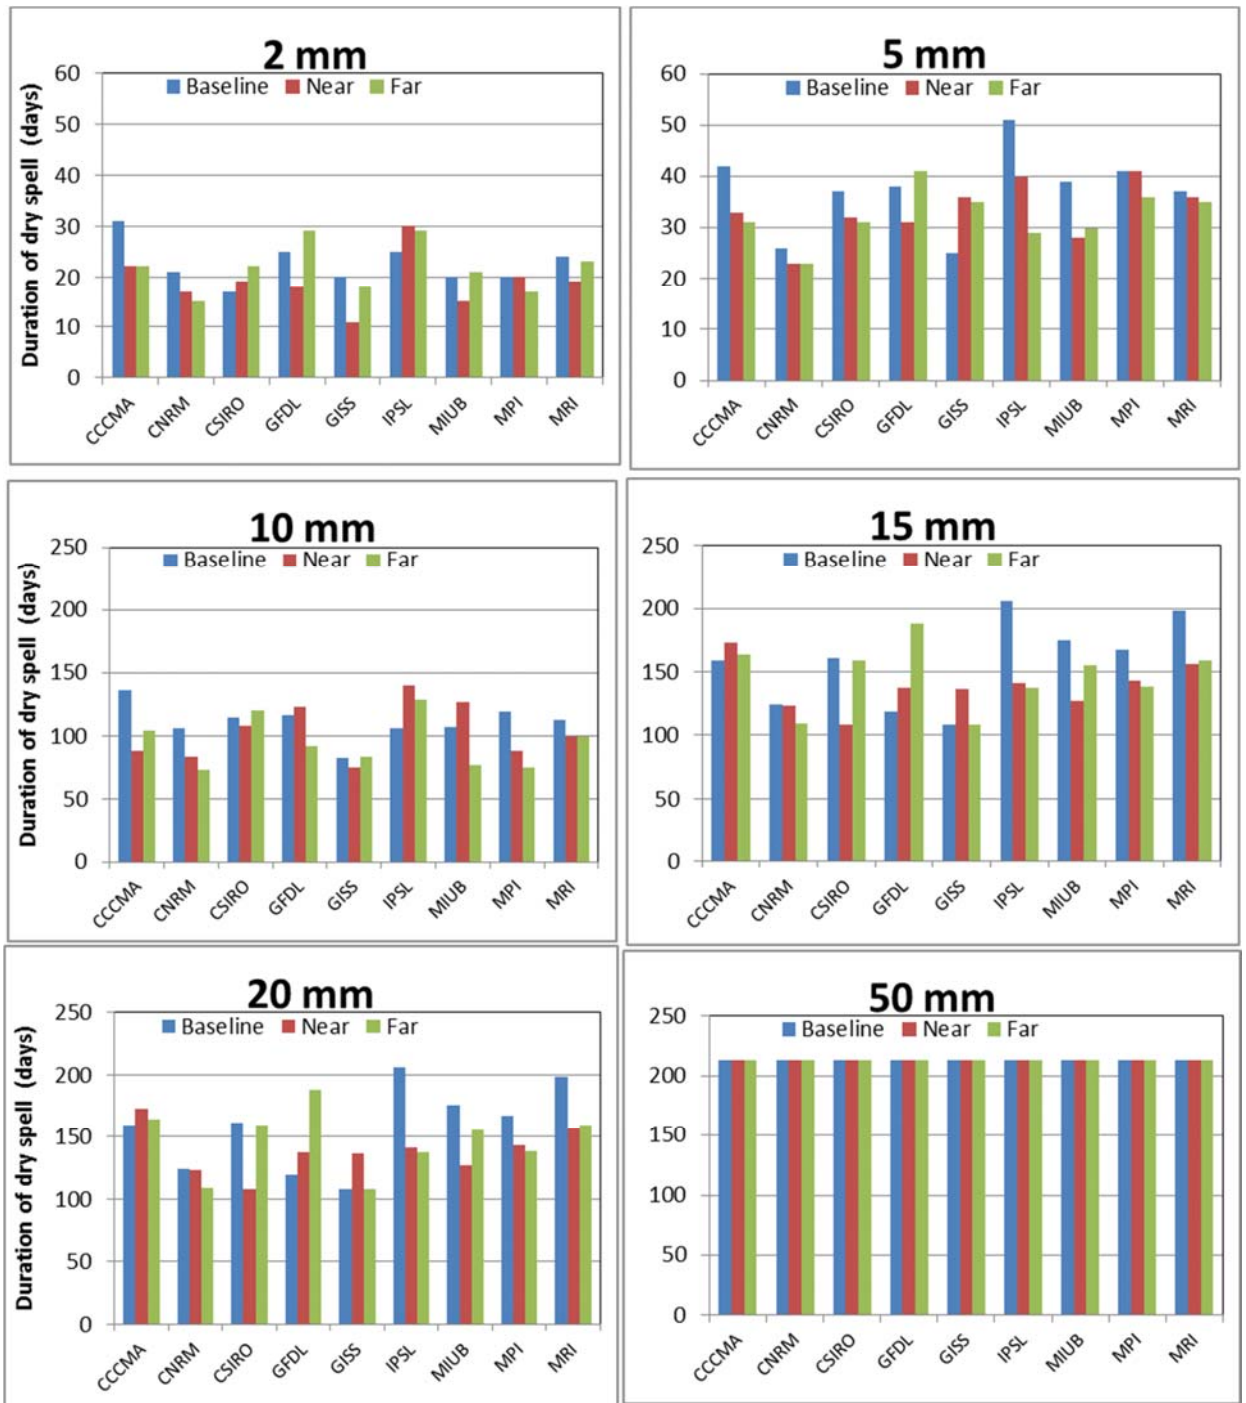 2 mm
Baseline Near Far
Duration of dry spell (days)
60
50
40
30
20
10
0
CCCMA CNRM CSIRO GFDL GISS IPSL MIUB MPI MRI
5 mm
Baseline Near Far
60
50
40
30
20
10
0
CCCMA CNRM CSIRO GFDL GISS IPSL MIUB MPI MRI
10 mm
Baseline Near Far
Duration of dry spell (days)
250
200
150
100
50
0
CCCMA CNRM CSIRO GFDL GISS IPSL MIUB MPI MRI
15 mm
Baseline Near Far
250
200
150
100
50
0
CCCMA CNRM CSIRO GFDL GISS IPSL MIUB MPI MRI
20 mm
Baseline Near Far
Duration of dry spell (days)
250
200
150
100
50
0
CCCMA CNRM CSIRO GFDL GISS IPSL MIUB MPI MRI
50 mm
Baseline Near Far
250
200
150
100
50
0
CCCMA CNRM CSIRO GFDL GISS IPSL MIUB MPI MRI